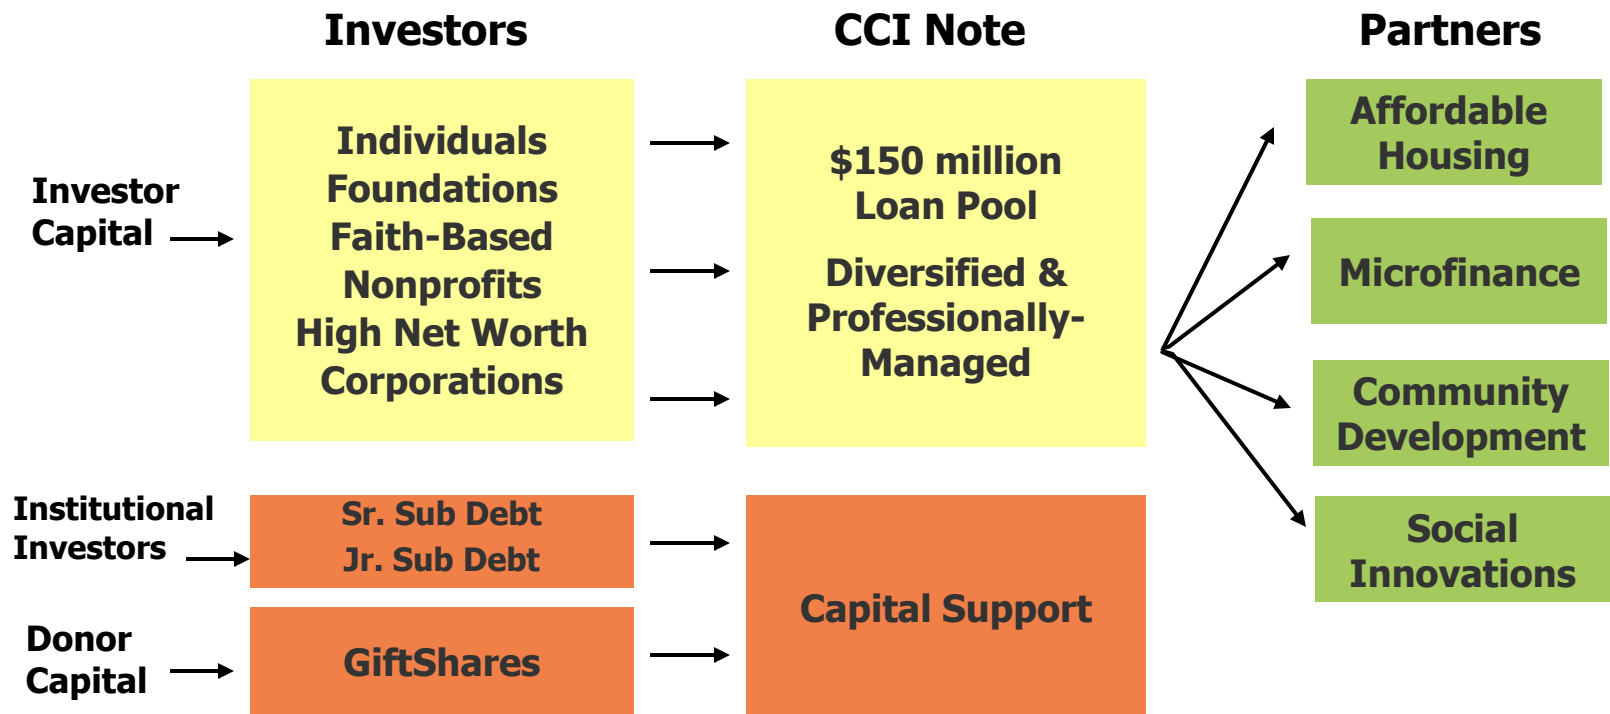 Investors
CCI Note
Partners
Investor
Capital
Individuals
Foundations
Faith-Based
Nonprofits
High Net Worth
Corporations
$150 million
Loan Pool
Diversified &
Professionally-
Managed
Affordable
Housing
Microfinance
Community
Development
Social
Innovations
Institutional
Investors
Sr. Sub Debt
Jr. Sub Debt
Capital Support
Donor
Capital
GiftShares